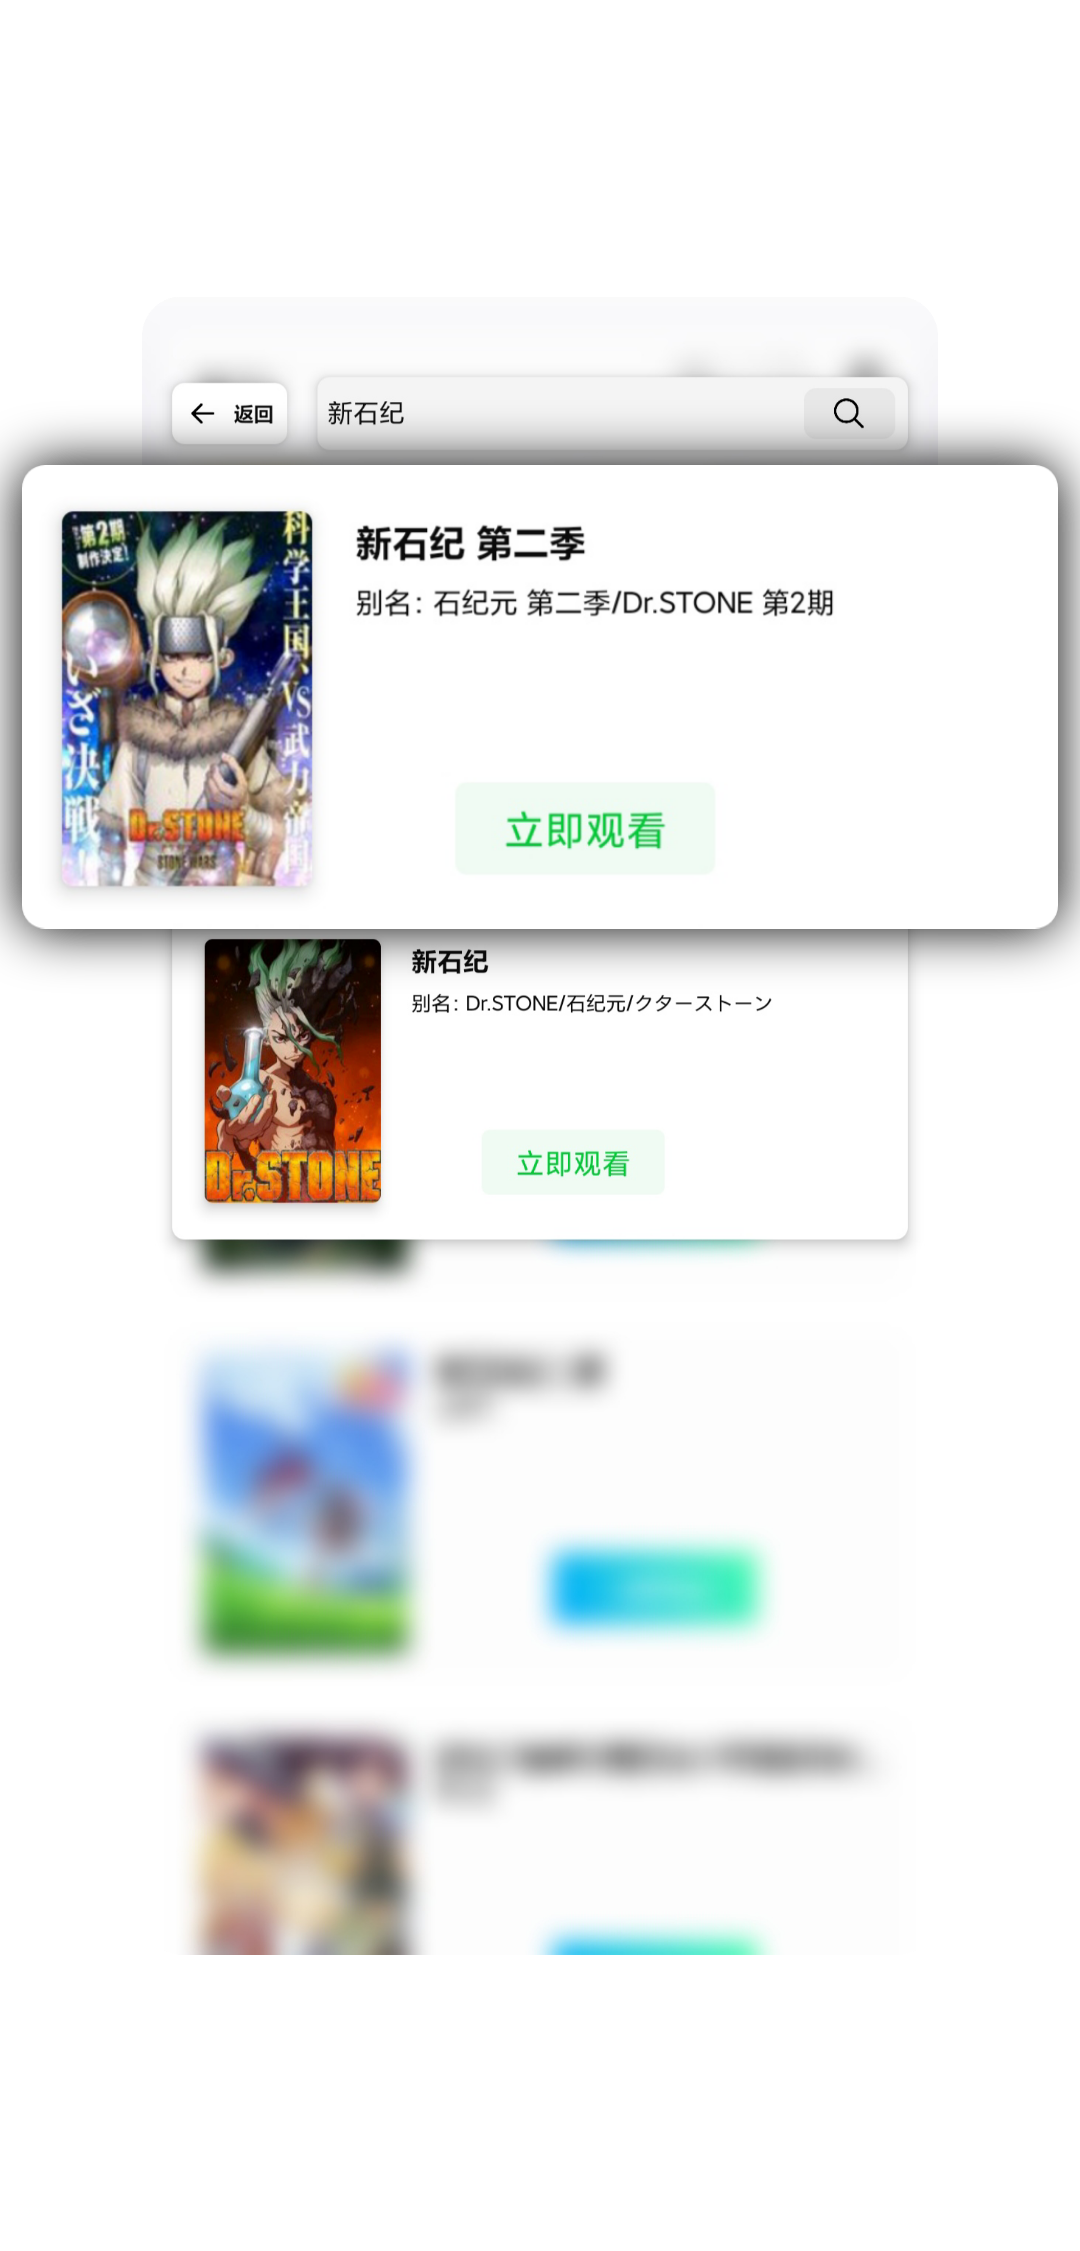 返回
新石纪
新石纪 第二季
别名: 石纪元 第二季/Dr.STONE 第2期
立即观看
第2期
制作決定!
科学王国、VS武力帝国
いざ決戦!
Dr.STONE
STONE WARS
新石纪
别名: Dr.STONE/石纪元/クターストーン
立即观看
Dr.STONE